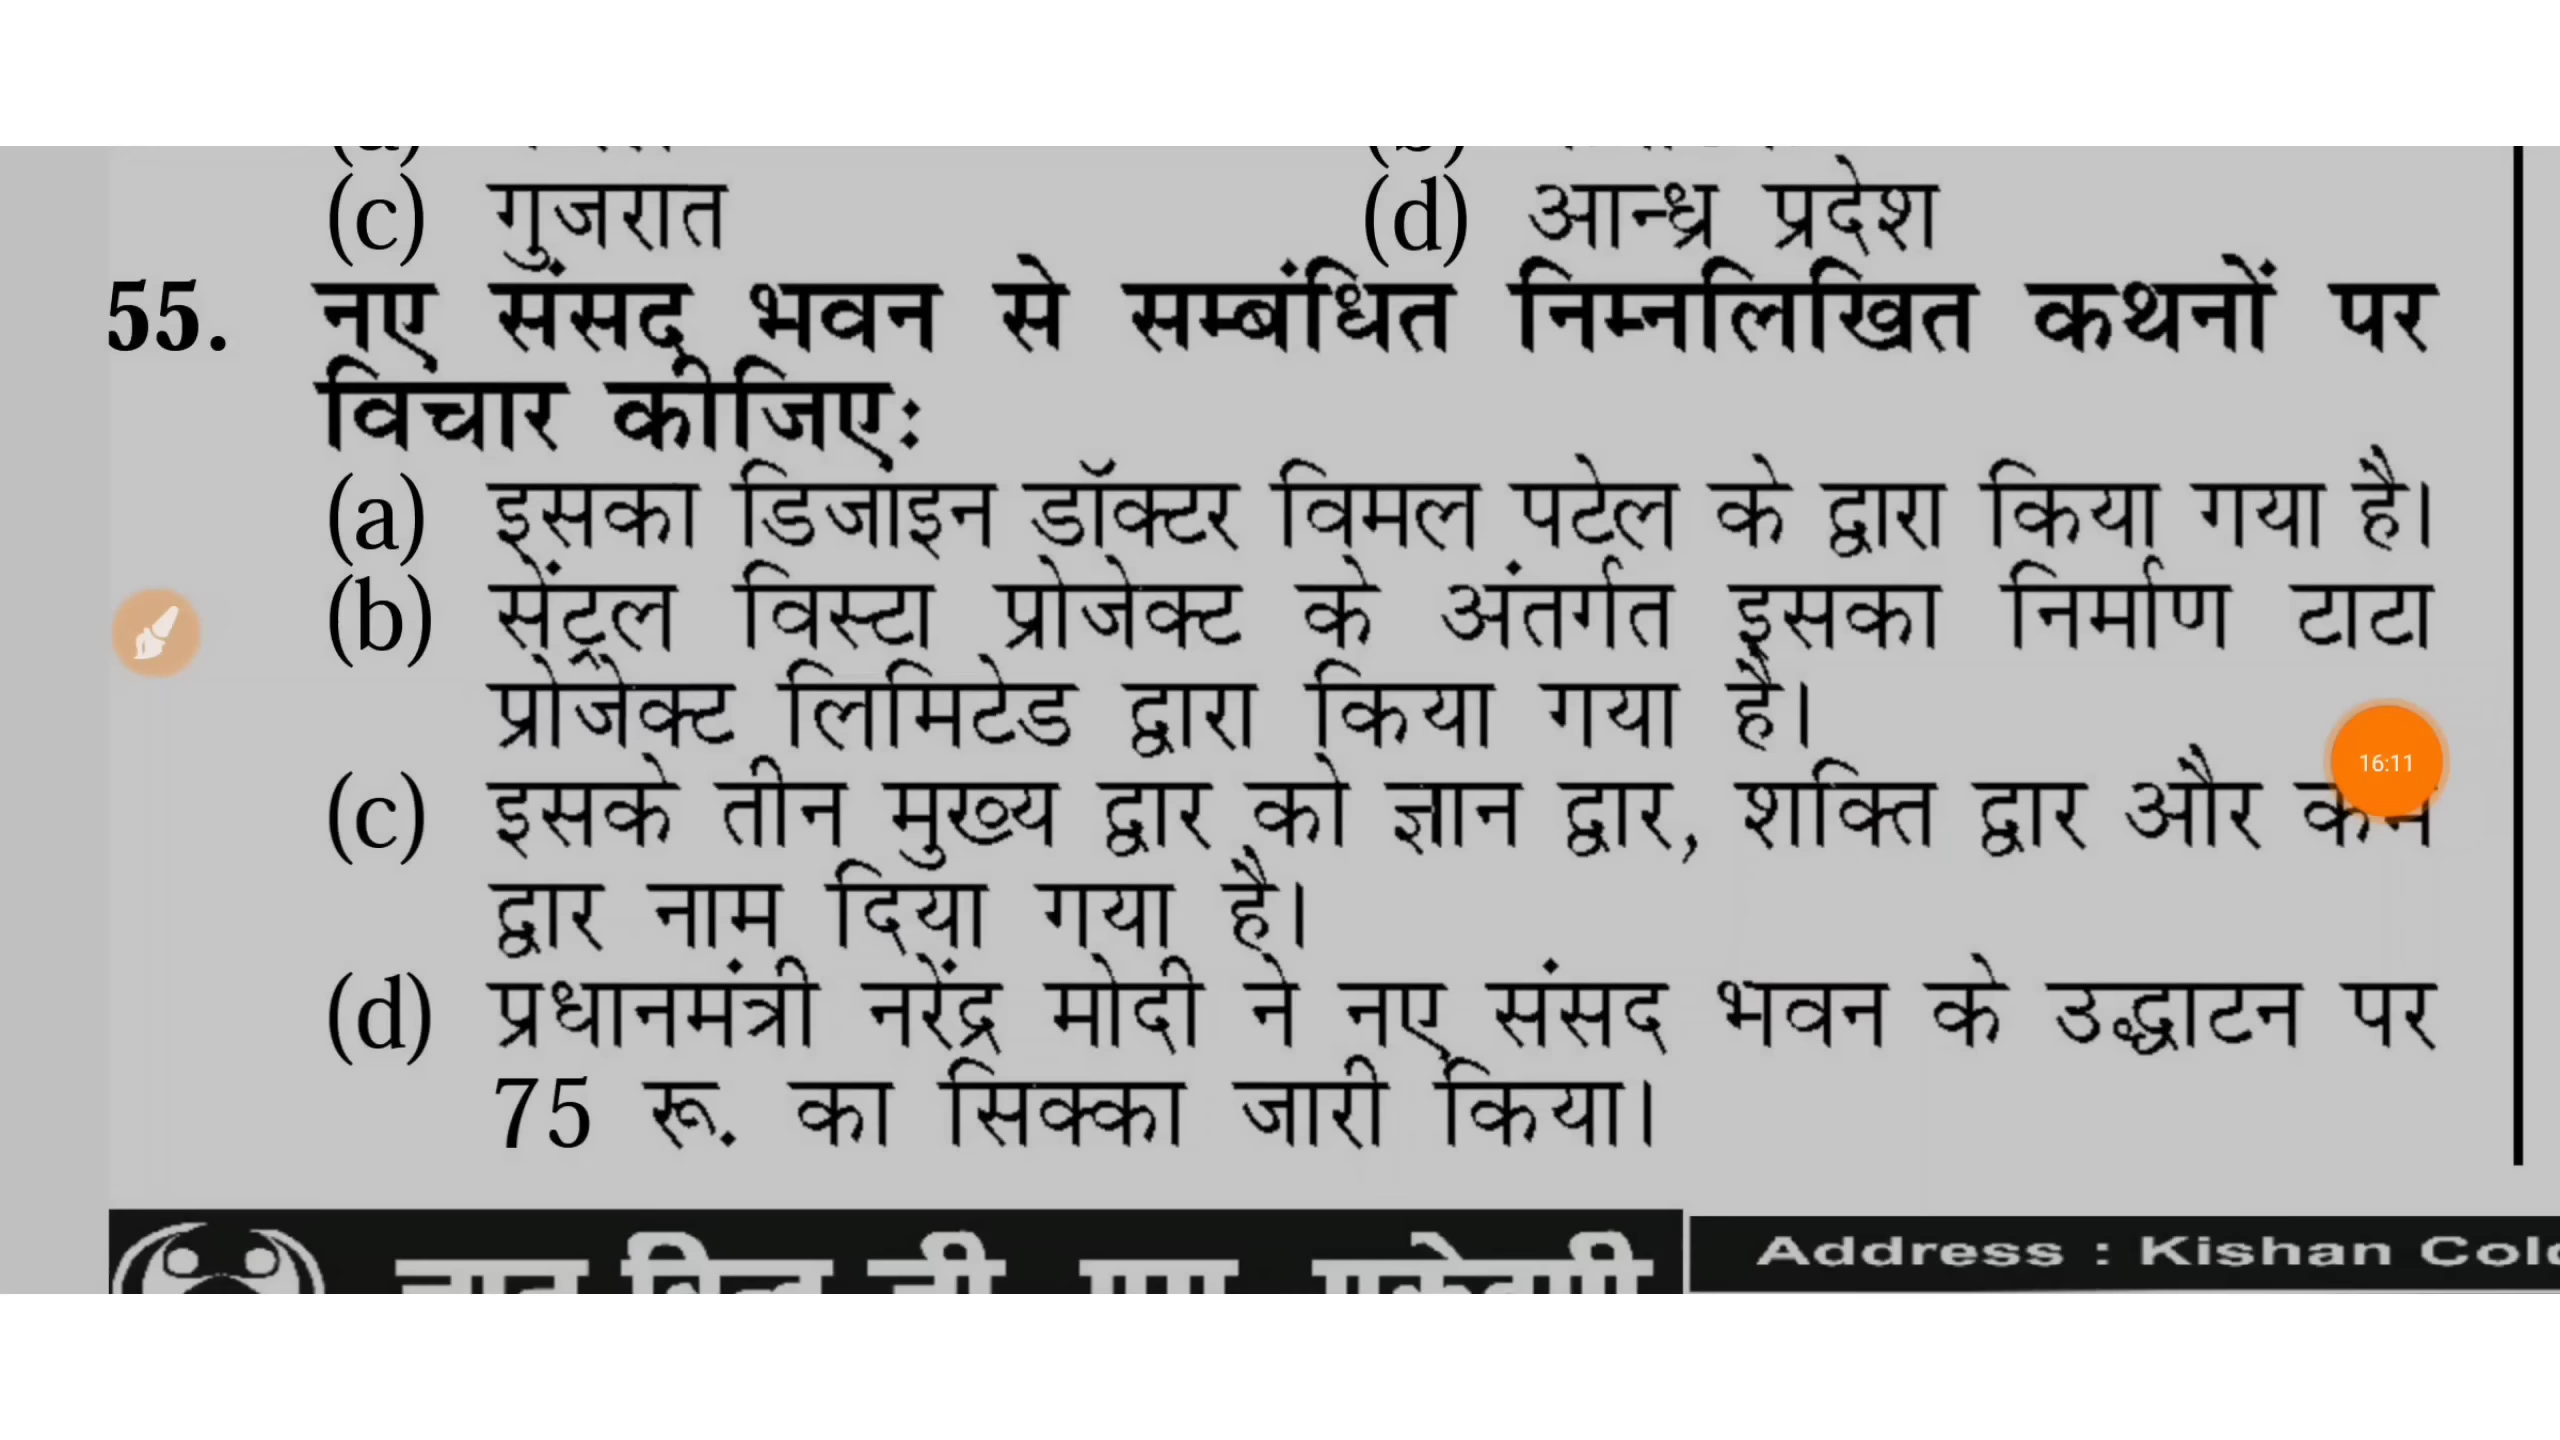 (c) गुजरात (d) आन्ध्र प्रदेश
55. नए संसद भवन से सम्बंधित निम्नलिखित कथनों पर
विचार कीजिएः
(a) इसका डिजाइन डॉक्टर विमल पटेल के द्वारा किया गया है।
(b) सेंट्रल विस्टा प्रोजेक्ट के अंतर्गत इसका निर्माण टाटा
प्रोजेक्ट लिमिटेड द्वारा किया गया है।
(c) इसके तीन मुख्य द्वार को ज्ञान द्वार, शक्ति द्वार और
16:11
द्वार नाम दिया गया है।
(d) प्रधानमंत्री नरेंद्र मोदी ने नए संसद भवन के उद्धाटन पर
75 रू. का सिक्का जारी किया।
Address : Kishan